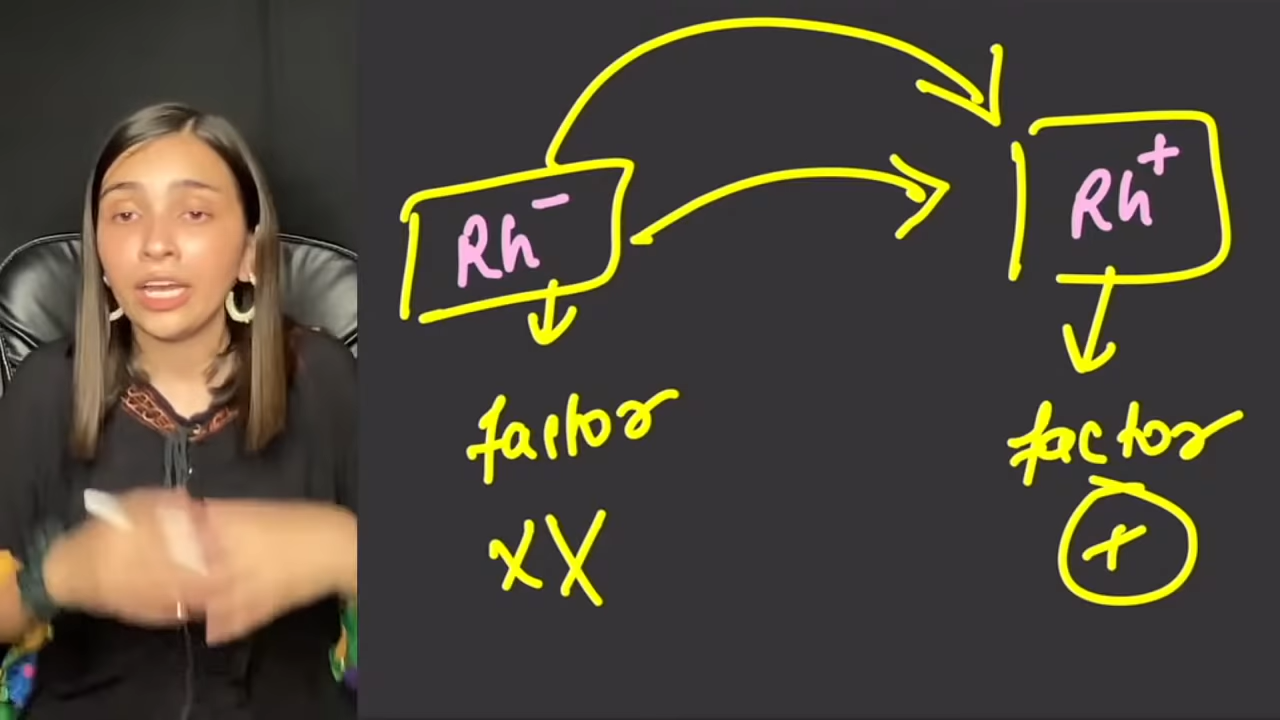 Rh⁻
Rh⁺
factor
factor
xX
+